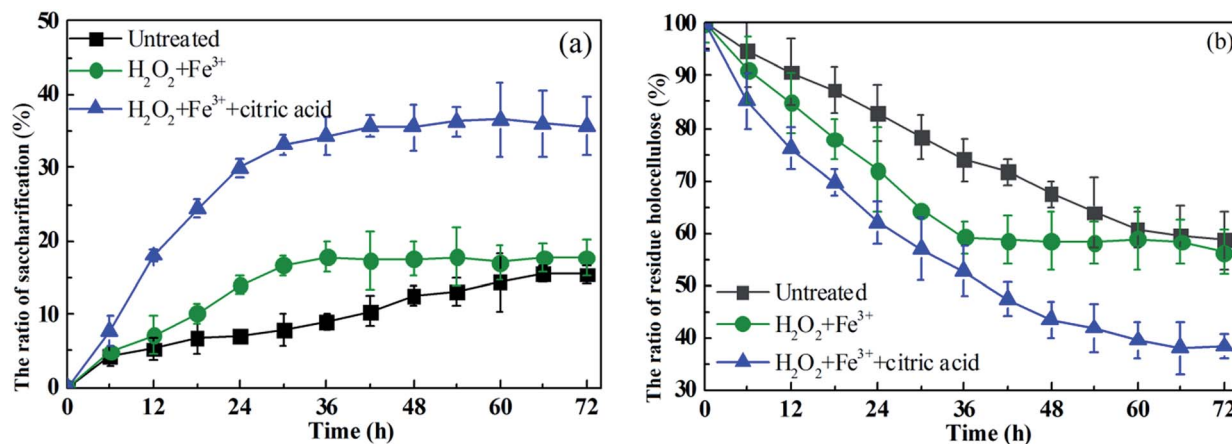 50
40
30
20
10
0
The ratio of saccharification (%)
Untreated
H₂O₂+Fe³⁺
H₂O₂+Fe³⁺+citric acid
(a)
0 12 24 36 48 60 72
Time (h)
100
90
80
70
60
50
40
30
The ratio of residue holocellulose (%)
(b)
Untreated
H₂O₂+Fe³⁺
H₂O₂+Fe³⁺+citric acid
0 12 24 36 48 60 72
Time (h)